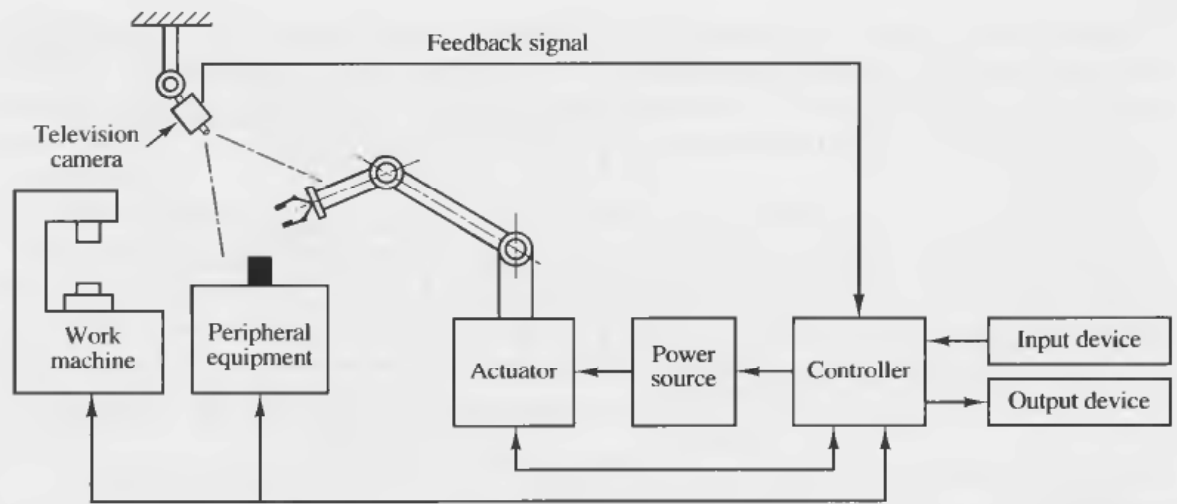 Feedback signal
Television
camera
Work
machine
Peripheral
equipment
Actuator
Power
source
Controller
Input device
Output device